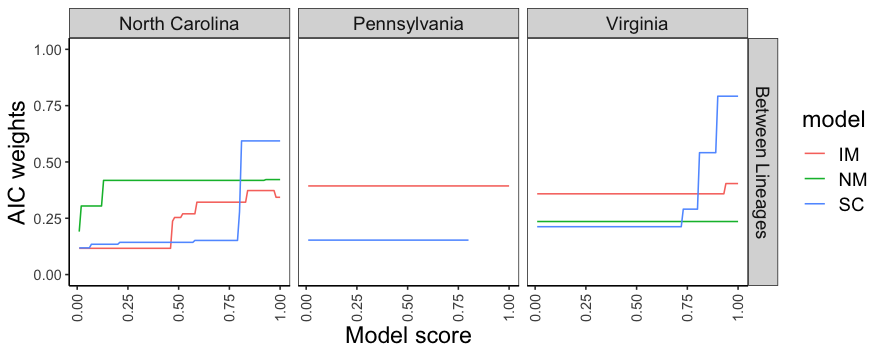 North Carolina
Pennsylvania
Virginia
Between Lineages
AIC weights
1.00
0.75
0.50
0.25
0.00
0.00 0.25 0.50 0.75 1.00
0.00 0.25 0.50 0.75 1.00
0.00 0.25 0.50 0.75 1.00
Model score
model
IM
NM
SC